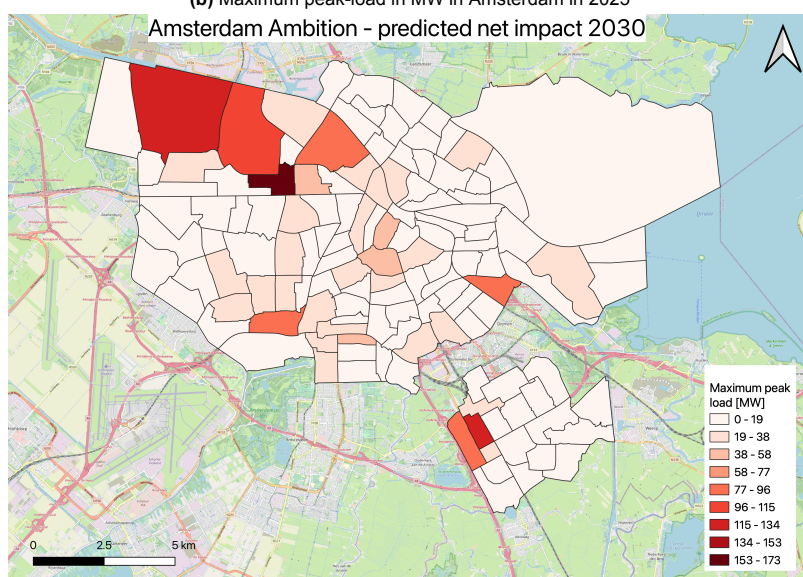 (b) Maximum peak-load in MW in Amsterdam in 2025
Amsterdam Ambition - predicted net impact 2030
Maximum peak
load [MW]
0 - 19
19 - 38
38 - 58
58 - 77
77 - 96
96 - 115
115 - 134
134 - 153
153 - 173
0
2.5
5 km